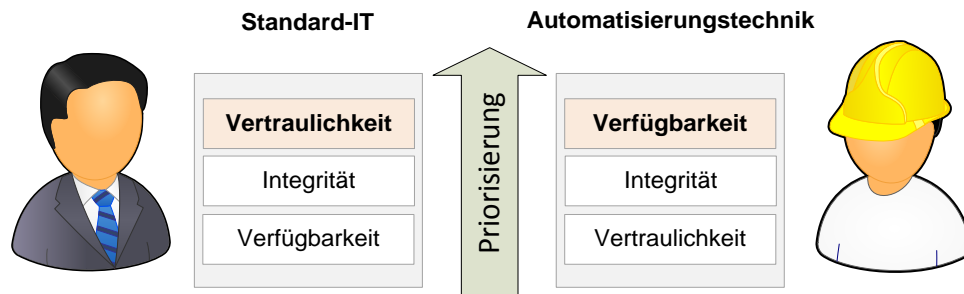 Standard-IT
Automatisierungstechnik
Vertraulichkeit
Integrität
Verfügbarkeit
Priorisierung
Verfügbarkeit
Integrität
Vertraulichkeit